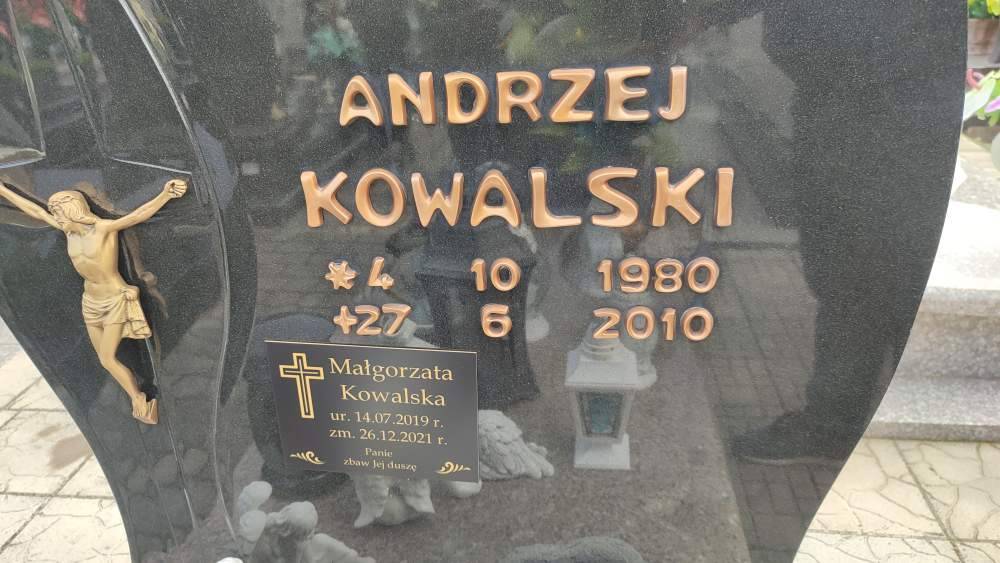 ANDRZEJ
KOWALSKI
*4 10 1980
+27 6 2010
Małgorzata
Kowalska
ur. 14.07.2019 r.
zm. 26.12.2021 r.
Panie
zbaw Jej duszę